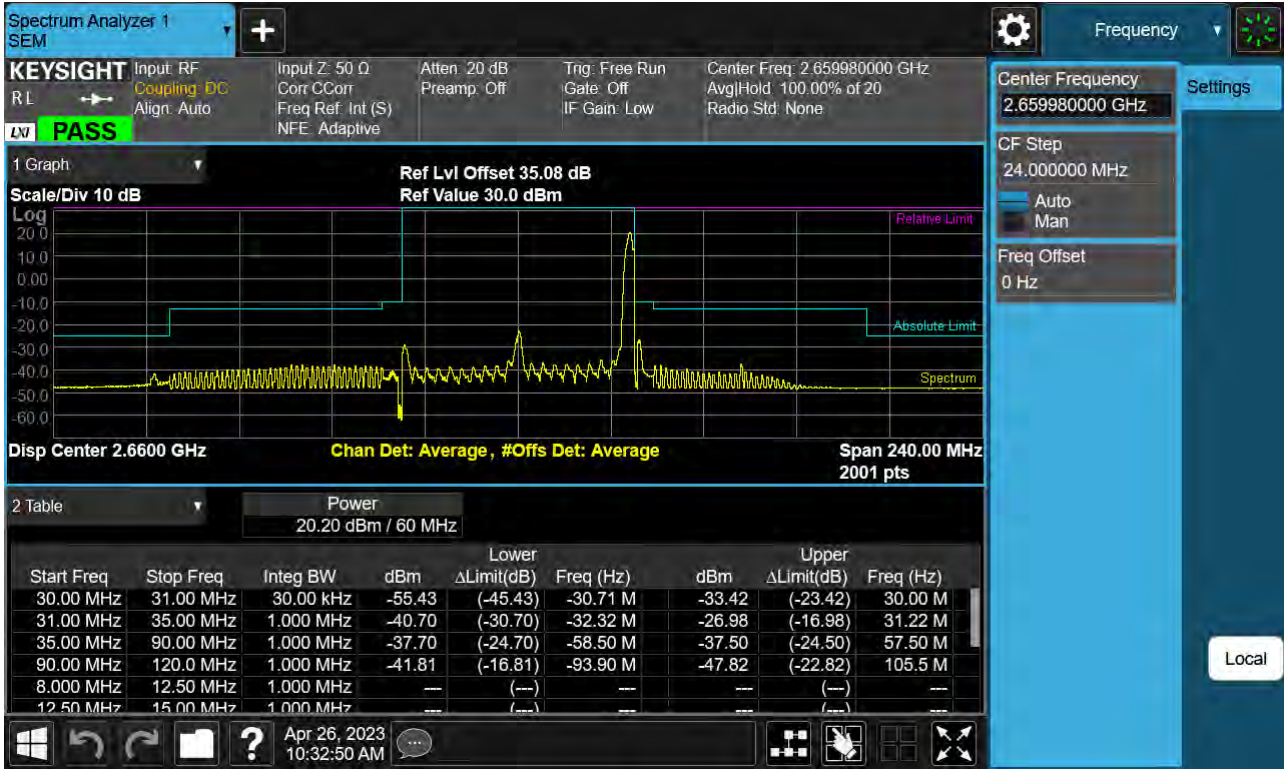 Spectrum Analyzer 1
SEM
+
Frequency
KEYSIGHT
R L
LXI
PASS
Input: RF
Coupling: DC
Align: Auto
Input Z: 50 Ω
Corr CCorr
Freq Ref: Int (S)
NFE: Adaptive
Atten: 20 dB
Preamp: Off
Trig: Free Run
Gate: Off
IF Gain: Low
Center Freq: 2.659980000 GHz
Avg|Hold: 100.00% of 20
Radio Std: None
Center Frequency
2.659980000 GHz
Settings
CF Step
24.000000 MHz
Auto
Man
Freq Offset
0 Hz
Local
1 Graph
Scale/Div 10 dB
Ref Lvl Offset 35.08 dB
Ref Value 30.0 dBm
Log
20.0
10.0
0.00
-10.0
-20.0
-30.0
-40.0
-50.0
-60.0
Relative Limit
Absolute Limit
Spectrum
Disp Center 2.6600 GHz
Chan Det: Average, #Offs Det: Average
Span 240.00 MHz
2001 pts
2 Table
Power
20.20 dBm / 60 MHz
Lower Upper
Start Freq Stop Freq Integ BW dBm ΔLimit(dB) Freq (Hz) dBm ΔLimit(dB) Freq (Hz)
30.00 MHz 31.00 MHz 30.00 kHz -55.43 (-45.43) -30.71 M -33.42 (-23.42) 30.00 M
31.00 MHz 35.00 MHz 1.000 MHz -40.70 (-30.70) -32.32 M -26.98 (-16.98) 31.22 M
35.00 MHz 90.00 MHz 1.000 MHz -37.70 (-24.70) -58.50 M -37.50 (-24.50) 57.50 M
90.00 MHz 120.0 MHz 1.000 MHz -41.81 (-16.81) -93.90 M -47.82 (-22.82) 105.5 M
8.000 MHz 12.50 MHz 1.000 MHz --- (---) --- --- (---) ---
12.50 MHz 15.00 MHz 1.000 MHz --- (---) --- --- (---) ---
?
Apr 26, 2023
10:32:50 AM